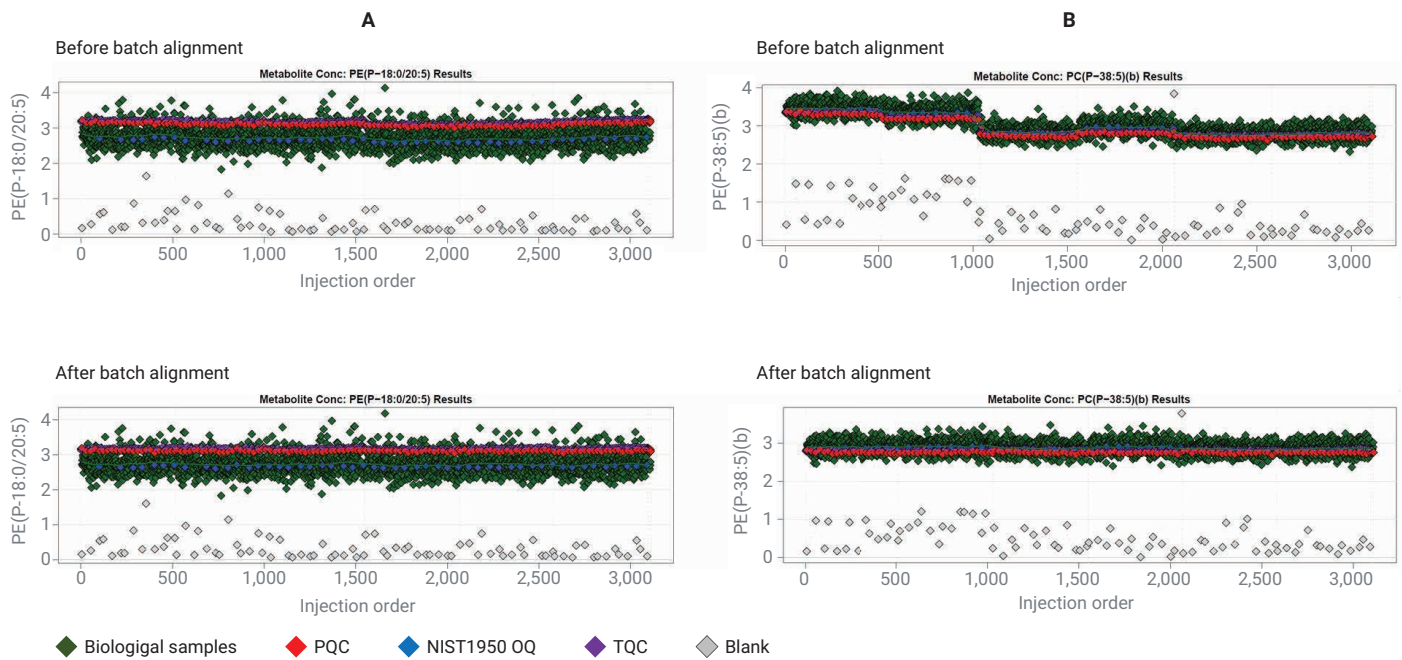 A
Before batch alignment
Metabolite Conc: PE(P−18:0/20:5) Results
PE(P-18:0/20:5)
4
3
2
1
0
0 500 1,000 1,500 2,000 2,500 3,000
Injection order
B
Before batch alignment
Metabolite Conc: PC(P−38:5)(b) Results
PE(P-38:5)(b)
4
3
2
1
0
0 500 1,000 1,500 2,000 2,500 3,000
Injection order
After batch alignment
Metabolite Conc: PE(P−18:0/20:5) Results
PE(P-18:0/20:5)
4
3
2
1
0
0 500 1,000 1,500 2,000 2,500 3,000
Injection order
After batch alignment
Metabolite Conc: PC(P−38:5)(b) Results
PE(P-38:5)(b)
3
2
1
0
0 500 1,000 1,500 2,000 2,500 3,000
Injection order
Biologigal samples PQC NIST1950 OQ TQC Blank